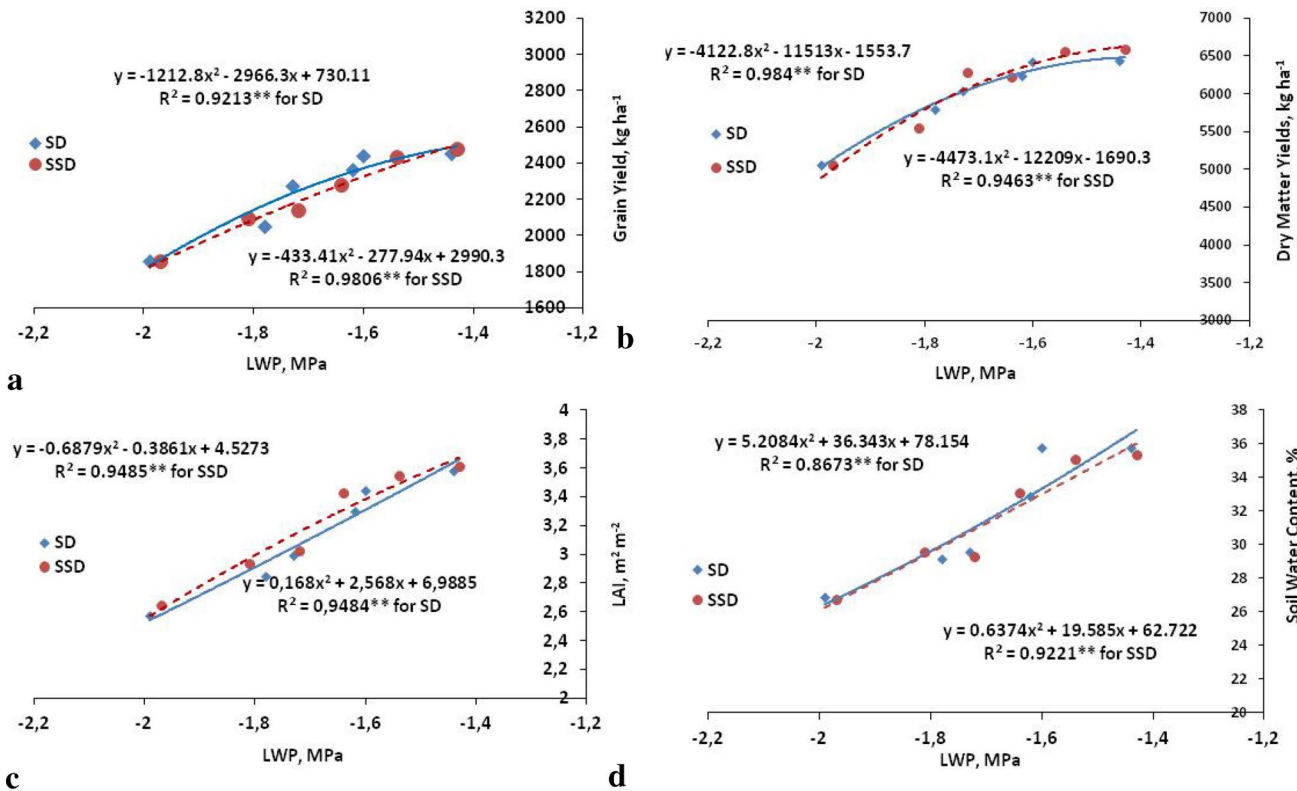 y = -1212.8x² - 2966.3x + 730.11
R² = 0.9213** for SD
SD
SSD
y = -433.41x² - 277.94x + 2990.3
R² = 0.9806** for SSD
3200
3000
2800
2600
2400
2200
2000
1800
1600
Grain Yield, kg ha⁻¹
-2,2
-2
-1,8
-1,6
-1,4
-1,2
LWP, MPa
a
y = -4122.8x² - 11513x - 1553.7
R² = 0.984** for SD
SD
SSD
y = -4473.1x² - 12209x - 1690.3
R² = 0.9463** for SSD
7000
6500
6000
5500
5000
4500
4000
3500
3000
Dry Matter Yields, kg ha⁻¹
-2,2
-2
-1,8
-1,6
-1,4
-1,2
LWP, MPa
b
y = -0.6879x² - 0.3861x + 4.5273
R² = 0.9485** for SSD
SD
SSD
y = 0,168x² + 2,568x + 6,9885
R² = 0,9484** for SD
4
3,8
3,6
3,4
3,2
3
2,8
2,6
2,4
2,2
2
LAI, m² m⁻²
-2,2
-2
-1,8
-1,6
-1,4
-1,2
LWP, MPa
c
y = 5.2084x² + 36.343x + 78.154
R² = 0.8673** for SD
SD
SSD
y = 0.6374x² + 19.585x + 62.722
R² = 0.9221** for SSD
38
36
34
32
30
28
26
24
22
20
Soil Water Content, %
-2,2
-2
-1,8
-1,6
-1,4
-1,2
LWP, MPa
d